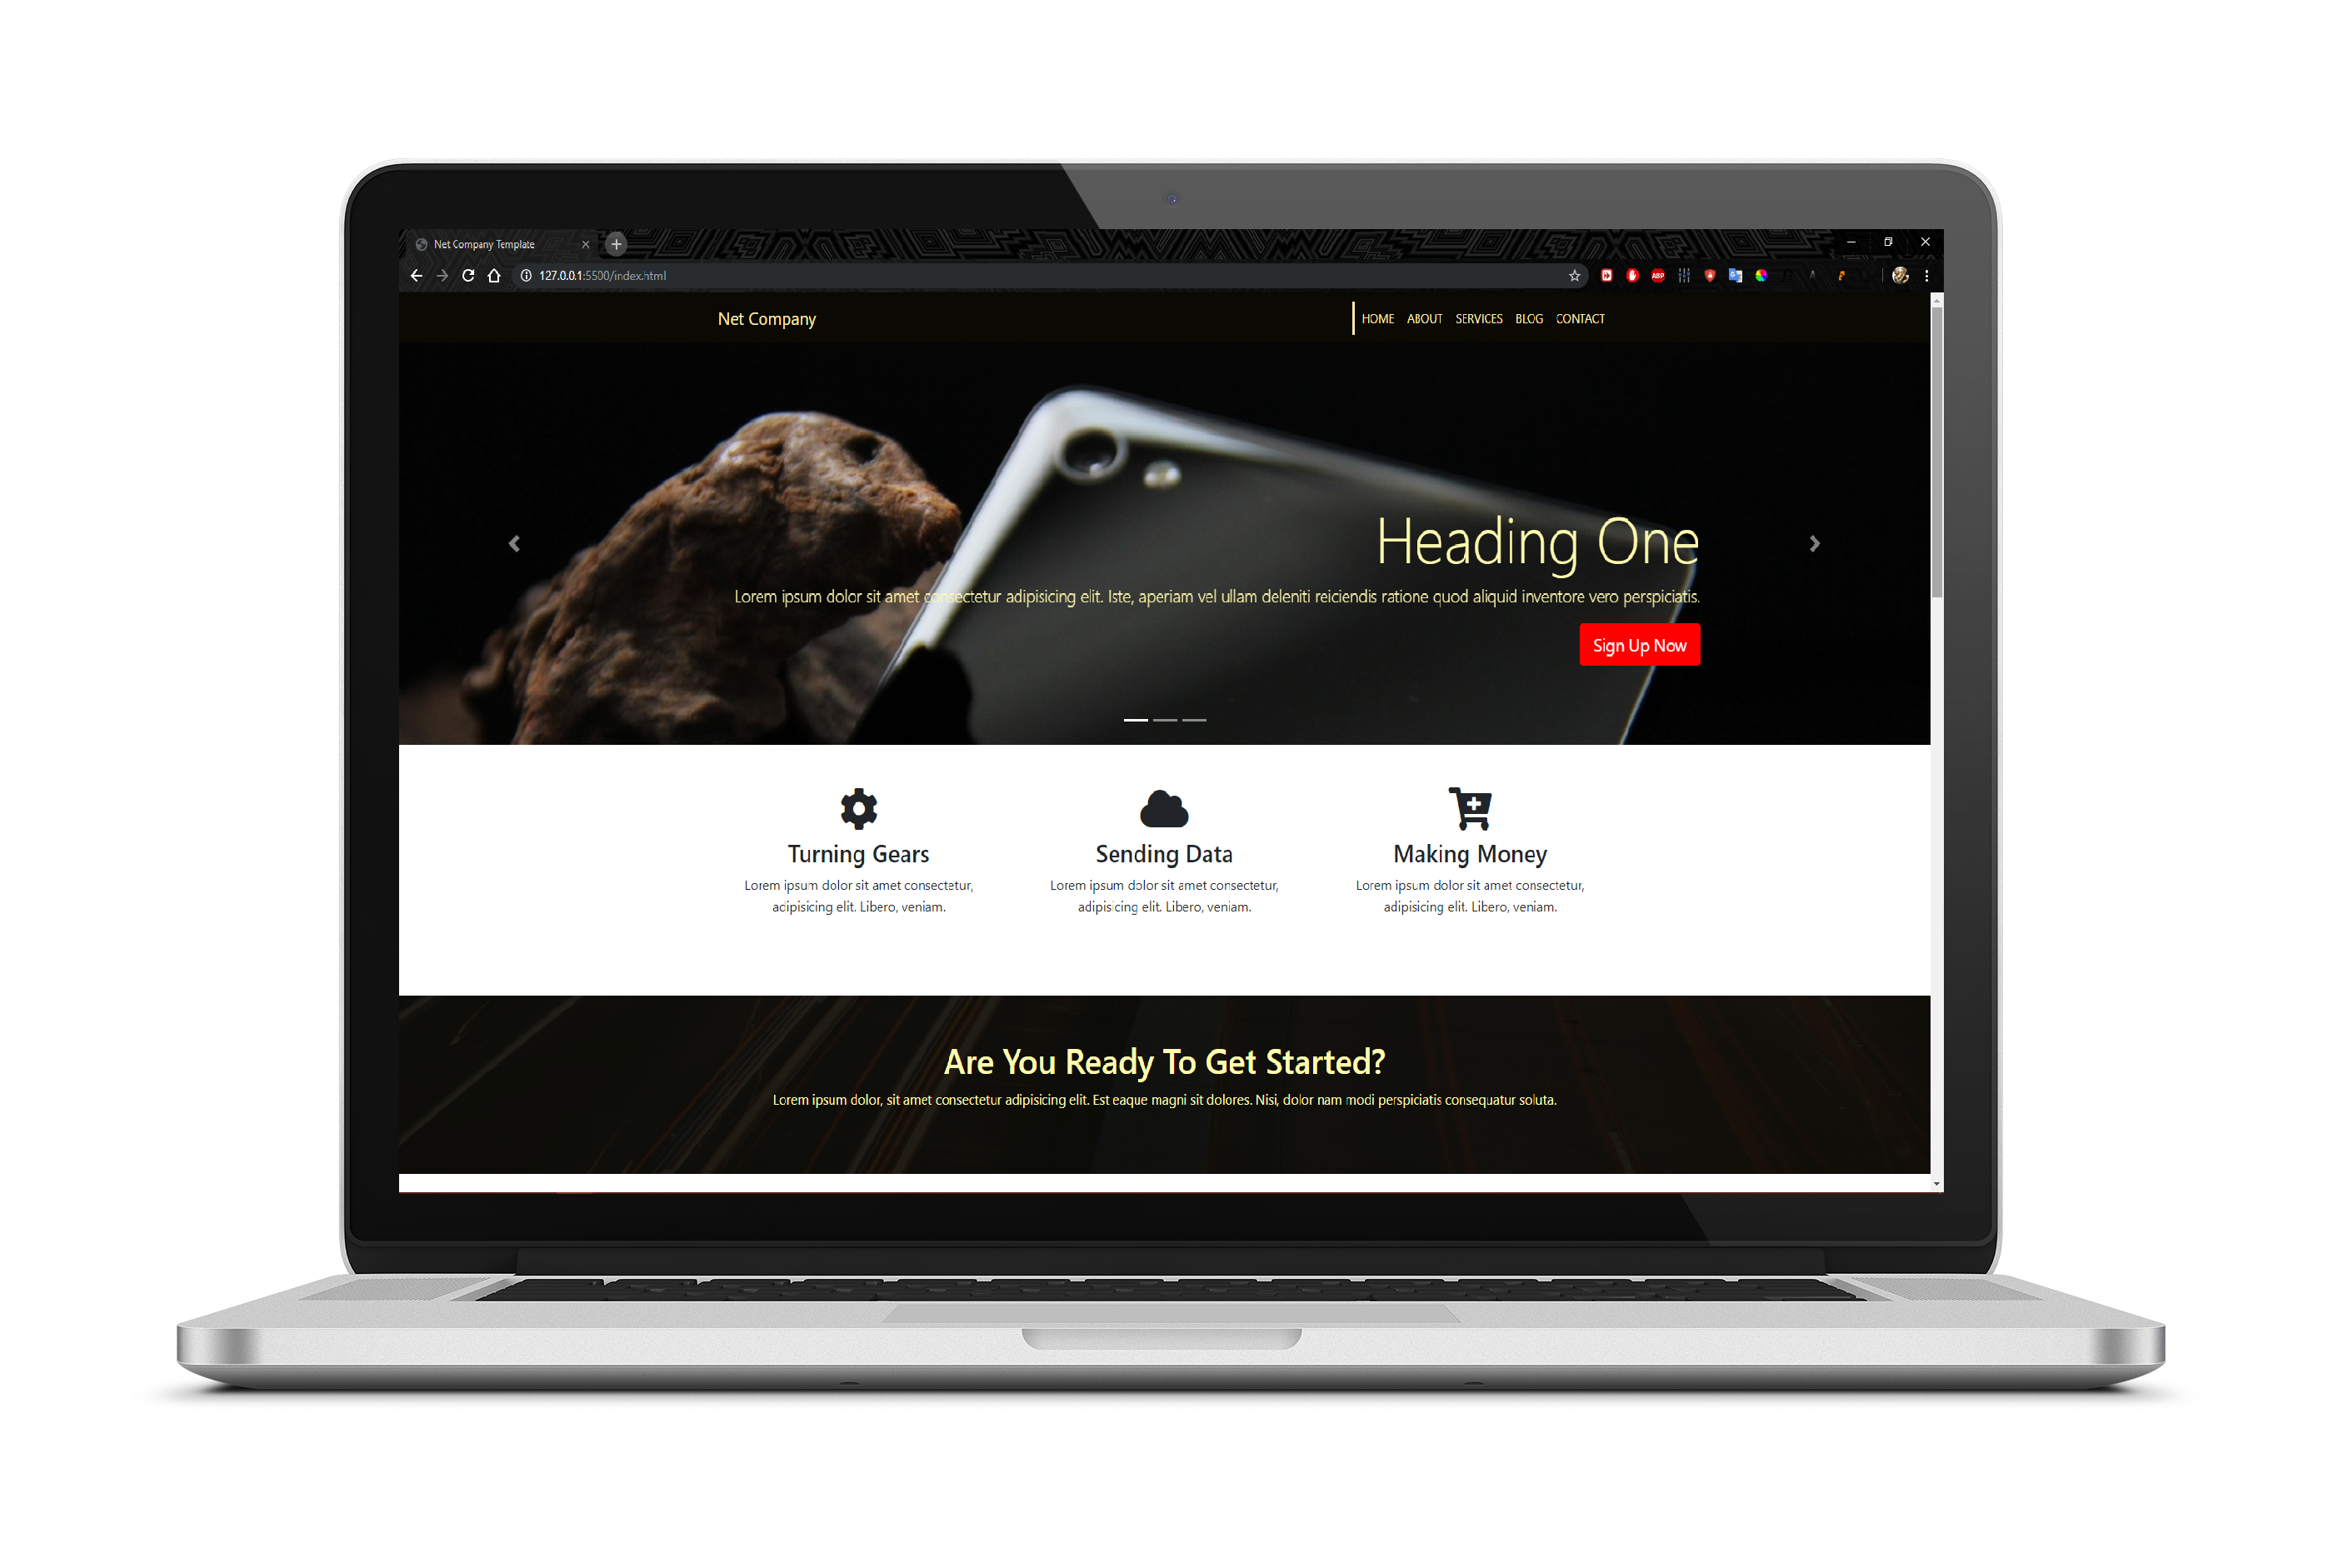 Net Company Template
127.0.0.1:5500/index.html
ABP
Net Company
HOME ABOUT SERVICES BLOG CONTACT
Heading One
Lorem ipsum dolor sit amet consectetur adipisicing elit. Iste, aperiam vel ullam deleniti reiciendis ratione quod aliquid inventore vero perspiciatis.
Sign Up Now
Turning Gears
Lorem ipsum dolor sit amet consectetur,
adipisicing elit. Libero, veniam.
Sending Data
Lorem ipsum dolor sit amet consectetur,
adipisicing elit. Libero, veniam.
Making Money
Lorem ipsum dolor sit amet consectetur,
adipisicing elit. Libero, veniam.
Are You Ready To Get Started?
Lorem ipsum dolor, sit amet consectetur adipisicing elit. Est eaque magni sit dolores. Nisi, dolor nam modi perspiciatis consequatur soluta.